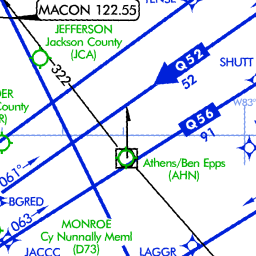 MACON 122.55
JEFFERSON
Jackson County
(JCA)
322
Q52
52
SHUTT
Q56
91
W83°
Athens/Ben Epps
(AHN)
061°
BGRED
063
MONROE
Cy Nunnally Meml
(D73)
JACCC
LAGGR